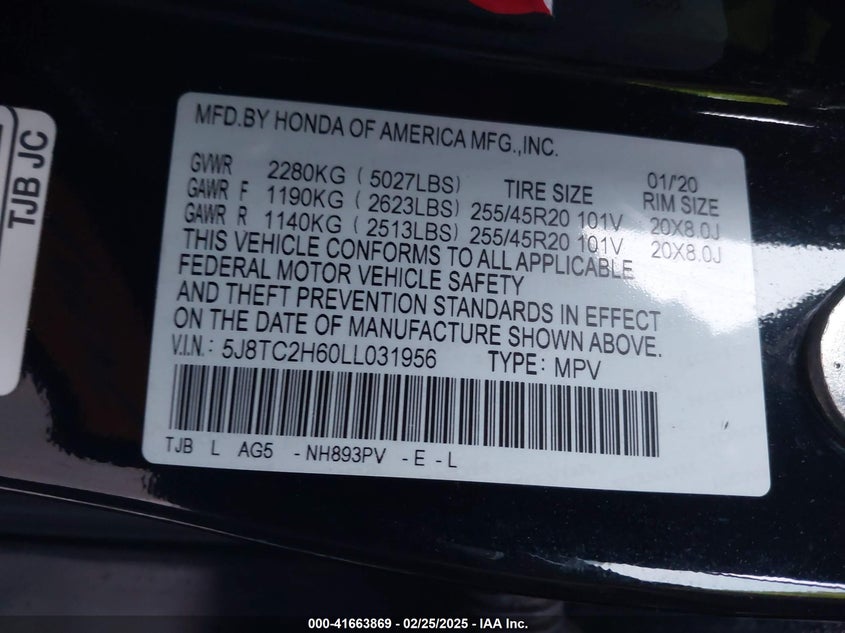 MFD.BY HONDA OF AMERICA MFG.,INC.
01/'20
GVWR 2280KG ( 5027LBS) TIRE SIZE RIM SIZE
GAWR F 1190KG ( 2623LBS) 255/45R20 101V 20X8.0J
GAWR R 1140KG ( 2513LBS) 255/45R20 101V 20X8.0J
THIS VEHICLE CONFORMS TO ALL APPLICABLE
FEDERAL MOTOR VEHICLE SAFETY
AND THEFT PREVENTION STANDARDS IN EFFECT
ON THE DATE OF MANUFACTURE SHOWN ABOVE.
V.I.N.: 5J8TC2H60LL031956 TYPE: MPV
TJB L AG5 -NH893PV -E -L
TJB JC
000-41663869 - 02/25/2025 - IAA Inc.